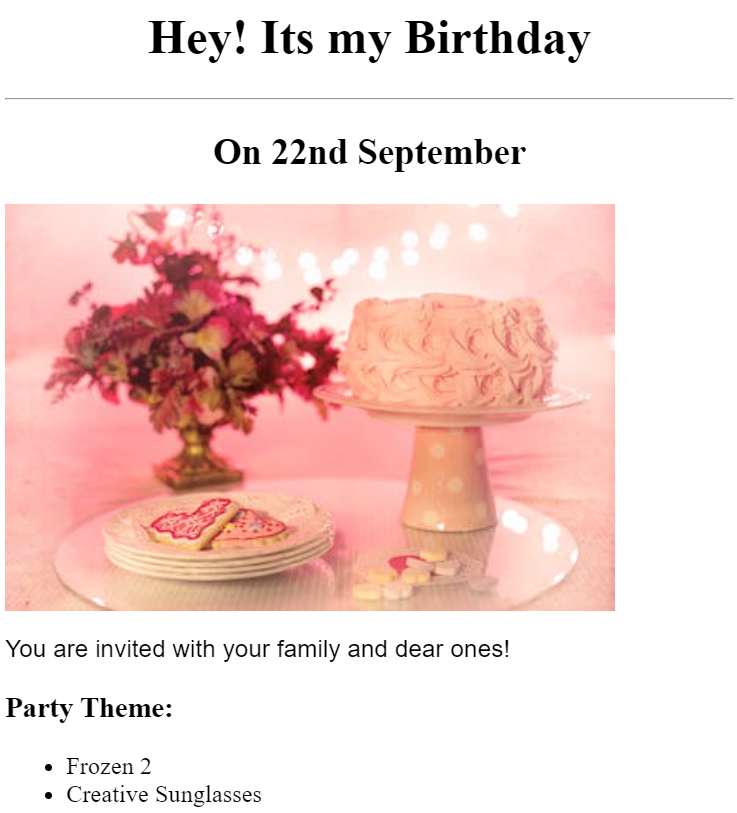 Hey! Its my Birthday
On 22nd September
You are invited with your family and dear ones!
Party Theme:
Frozen 2
Creative Sunglasses